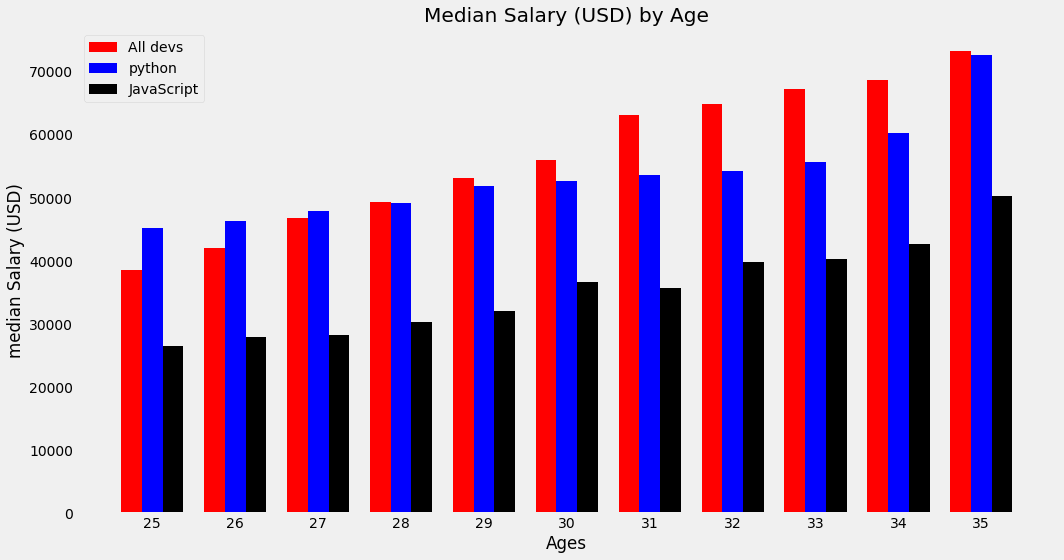 Median Salary (USD) by Age
All devs
python
JavaScript
median Salary (USD)
70000
60000
50000
40000
30000
20000
10000
0
25 26 27 28 29 30 31 32 33 34 35
Ages